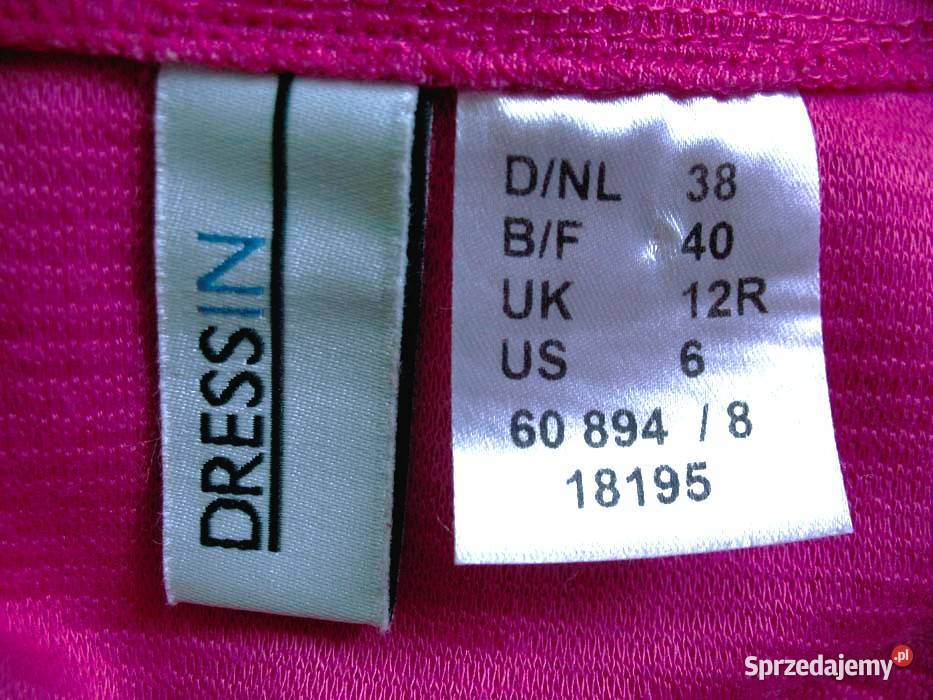 DRESSIN
D/NL 38
B/F 40
UK 12R
US 6
60 894 / 8
18195
Sprzedajemy.pl